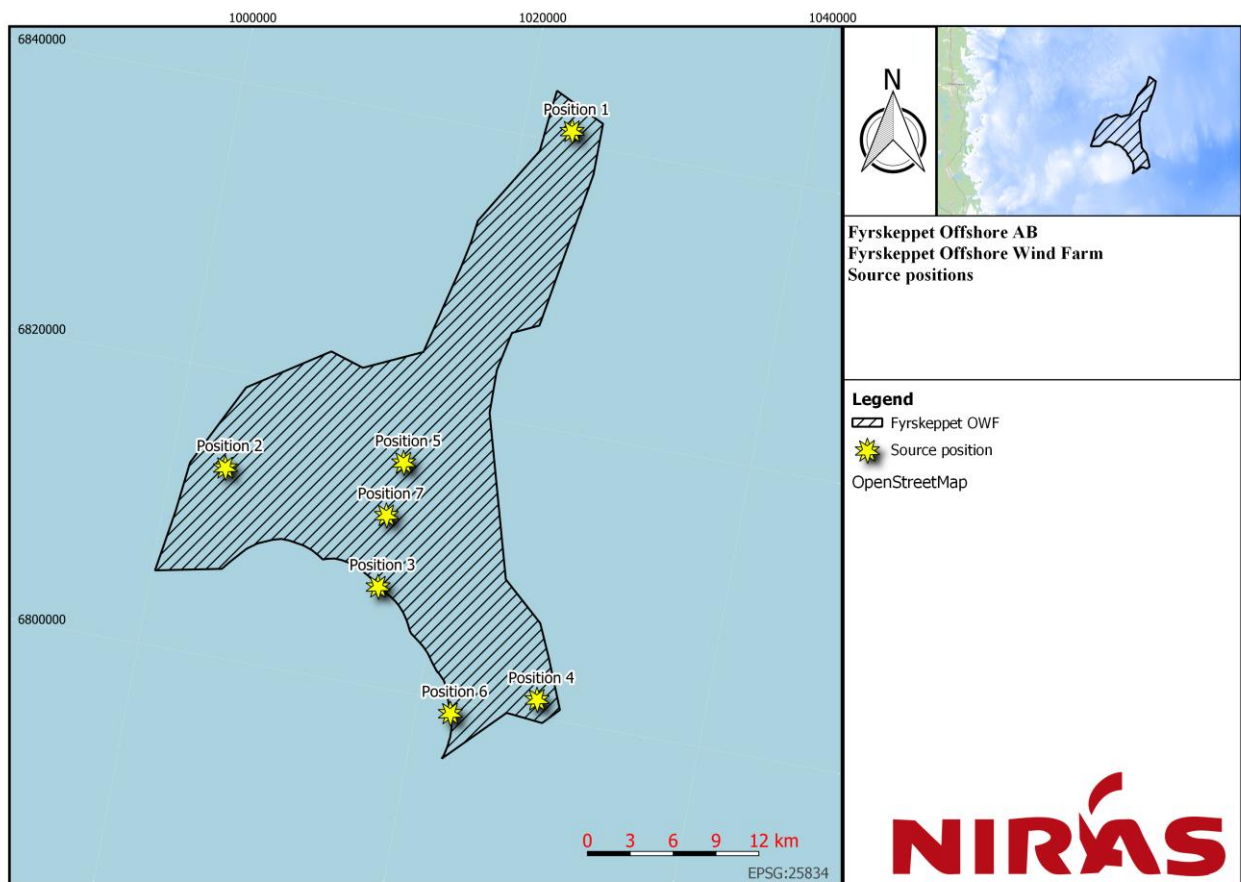 1000000
1020000
1040000
6840000
6820000
6800000
Position 1
Position 2
Position 5
Position 7
Position 3
Position 6
Position 4
0 3 6 9 12 km
EPSG:25834
N
Fyrskeppet Offshore AB
Fyrskeppet Offshore Wind Farm
Source positions
Legend
Fyrskeppet OWF
Source position
OpenStreetMap
NIRAS